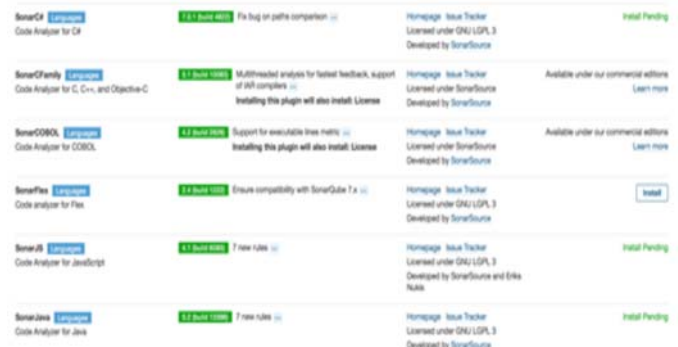 SonarC# Languages
Code Analyzer for C#
Fix bug on paths comparison
Homepage Issue Tracker
Licensed under GNU LGPL 3
Developed by SonarSource
Install Pending
SonarCFamily Languages
Code Analyzer for C, C++, and Objective-C
Multithreaded analysis for fastest feedback, support
of IAR compilers
Installing this plugin will also install: License
Homepage Issue Tracker
Licensed under SonarSource
Developed by SonarSource
Available under our commercial editions
Learn more
SonarCOBOL Languages
Code Analyzer for COBOL
Support for executable lines metric
Installing this plugin will also install: License
Homepage Issue Tracker
Licensed under SonarSource
Developed by SonarSource
Available under our commercial editions
Learn more
SonarFlex Languages
Code analyzer for Flex
Ensure compatibility with SonarQube 7.x
Homepage Issue Tracker
Licensed under GNU LGPL 3
Developed by SonarSource
Install
SonarJS Languages
Code Analyzer for JavaScript
7 new rules
Homepage Issue Tracker
Licensed under GNU LGPL 3
Developed by SonarSource and Eriks
Nukis
Install Pending
SonarJava Languages
Code Analyzer for Java
7 new rules
Homepage Issue Tracker
Licensed under GNU LGPL 3
Developed by SonarSource
Install Pending